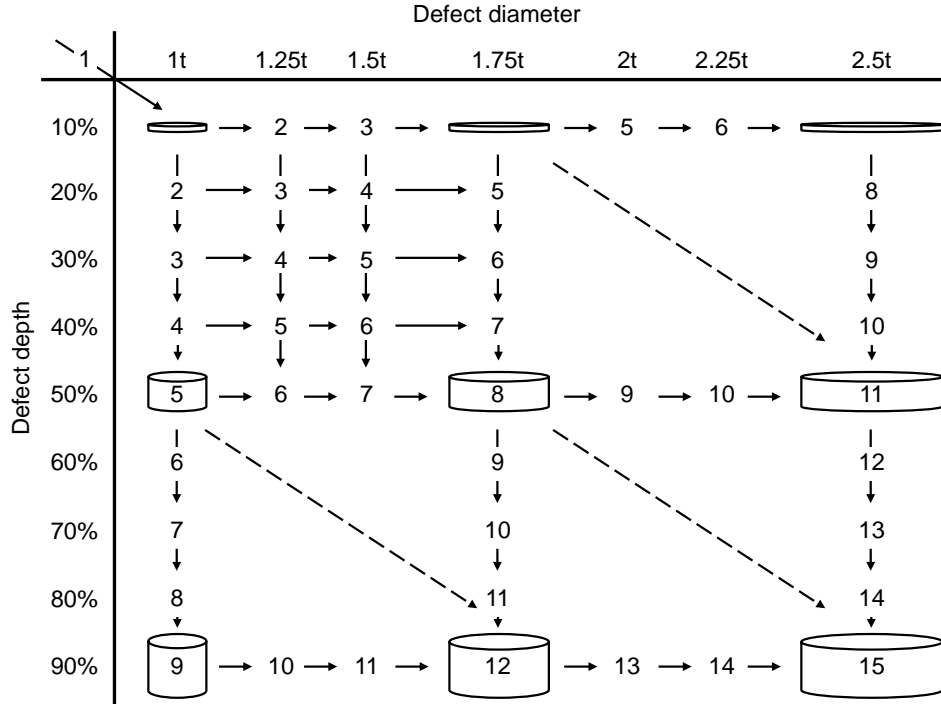 Defect diameter
1 1t 1.25t 1.5t 1.75t 2t 2.25t 2.5t
10% 2 3 5 6
20% 2 3 4 5 8
30% 3 4 5 6 9
40% 4 5 6 7 10
Defect depth
50% 5 6 7 8 9 10 11
60% 6 9 12
70% 7 10 13
80% 8 11 14
90% 9 10 11 12 13 14 15